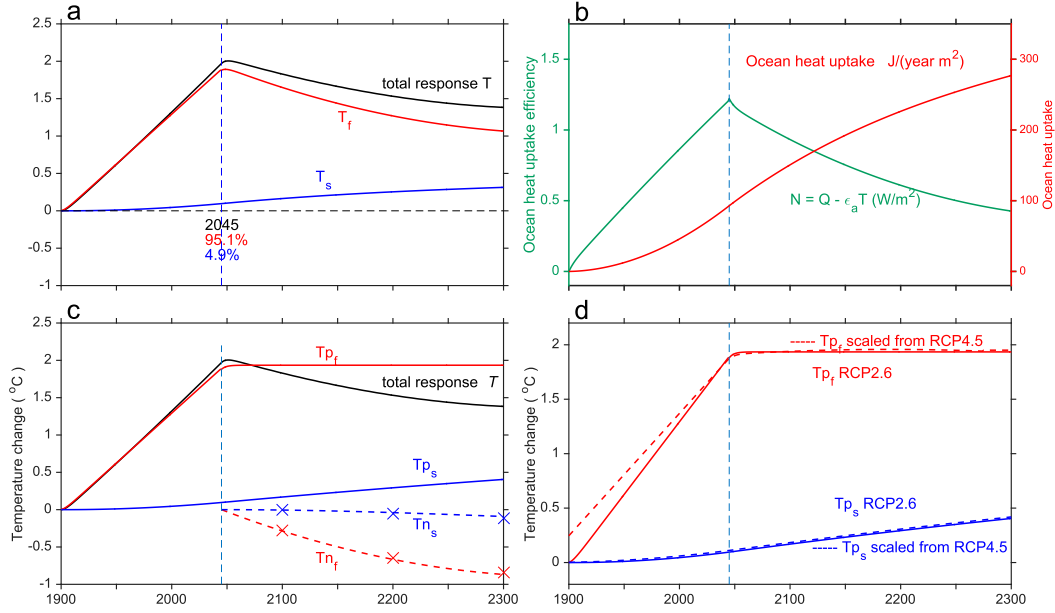 a
2.5
2
1.5
1
0.5
0
-0.5
-1
total response T
T_f
T_s
2045
95.1%
4.9%
b
Ocean heat uptake efficiency
1.5
1
0.5
0
Ocean heat uptake J/(year m²)
N = Q - ϵ_aT (W/m²)
300
200
100
0
Ocean heat uptake
c
Temperature change ( °C)
2.5
2
1.5
1
0.5
0
-0.5
-1
Tp_f
total response T
Tp_s
Tn_s
Tn_f
1900
2000
2100
2200
2300
d
Temperature change ( °C)
2
1.5
1
0.5
0
Tp_f scaled from RCP4.5
Tp_f RCP2.6
Tp_s RCP2.6
Tp_s scaled from RCP4.5
1900
2000
2100
2200
2300